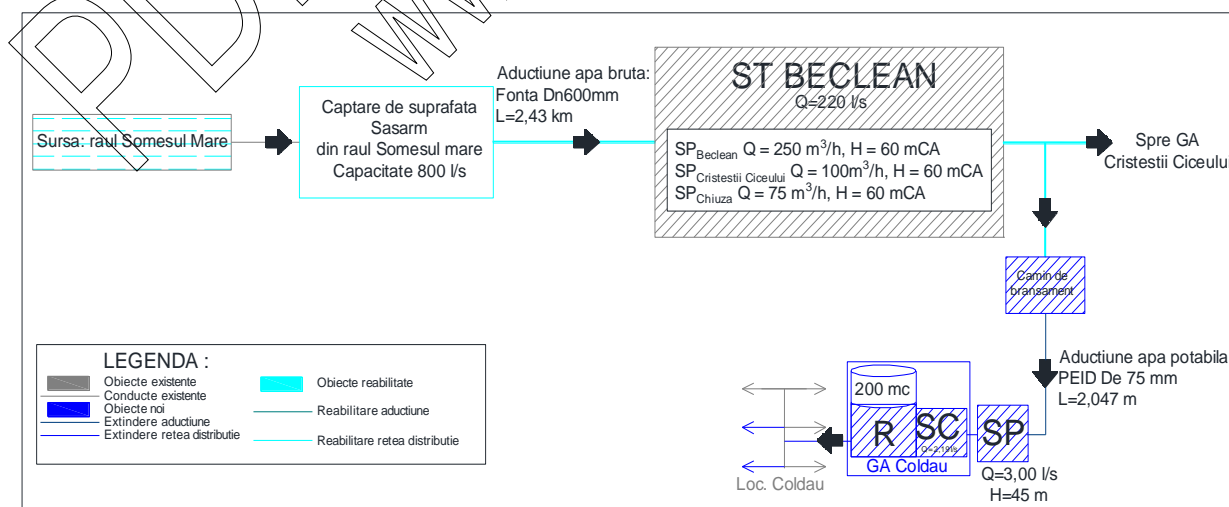 PD
w
Sursa: raul Somesul Mare
Captare de suprafata
Sasarm
din raul Somesul mare
Capacitate 800 l/s
Aductiune apa bruta:
Fonta Dn600mm
L=2,43 km
ST BECLEAN
Q=220 l/s
SPBeclean Q = 250 m³/h, H = 60 mCA
SPCristestii Ciceului Q = 100m³/h, H = 60 mCA
SPChiuza Q = 75 m³/h, H = 60 mCA
Spre GA
Cristestii Ciceului
Camin de
bransament
Aductiune apa potabila
PEID De 75 mm
L=2,047 m
200 mc
R
SC
Q=2,19l/s
GA Coldau
SP
Q=3,00 l/s
H=45 m
Loc. Coldau
LEGENDA :
Obiecte existente
Conducte existente
Obiecte noi
Extindere aductiune
Extindere retea distributie
Obiecte reabilitate
Reabilitare aductiune
Reabilitare retea distributie